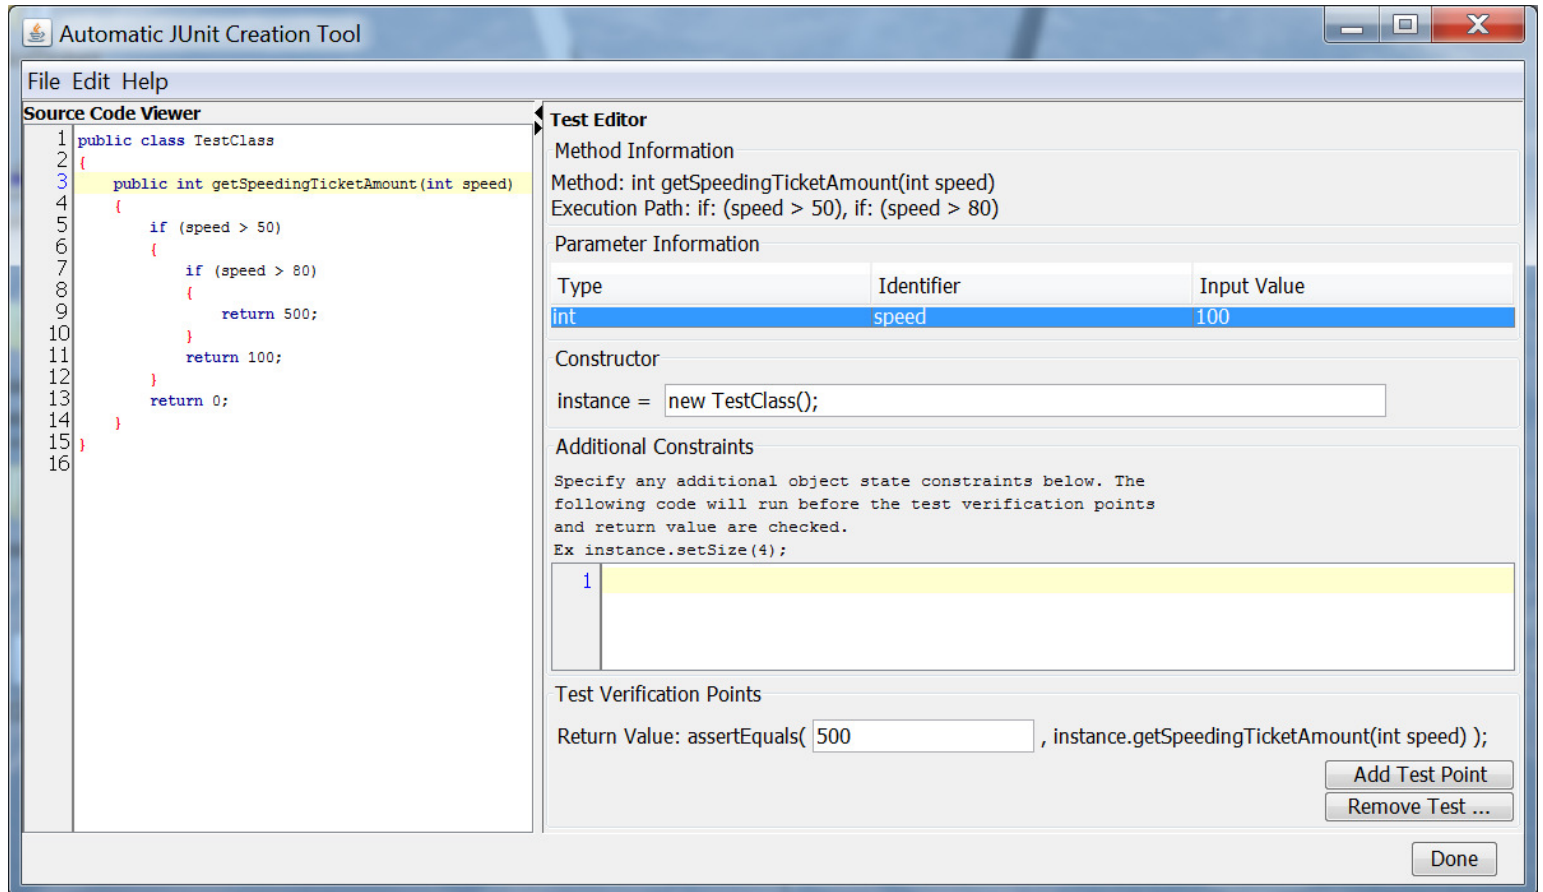 Automatic JUnit Creation Tool
File Edit Help
Source Code Viewer
1 public class TestClass
2 {
3 public int getSpeedingTicketAmount(int speed)
4 {
5 if (speed > 50)
6 {
7 if (speed > 80)
8 {
9 return 500;
10 }
11 return 100;
12 }
13 return 0;
14 }
15 }
16
Test Editor
Method Information
Method: int getSpeedingTicketAmount(int speed)
Execution Path: if: (speed > 50), if: (speed > 80)
Parameter Information
Type Identifier Input Value
int speed 100
Constructor
instance = new TestClass();
Additional Constraints
Specify any additional object state constraints below. The
following code will run before the test verification points
and return value are checked.
Ex instance.setSize(4);
1
Test Verification Points
Return Value: assertEquals( 500 , instance.getSpeedingTicketAmount(int speed) );
Add Test Point
Remove Test ...
Done